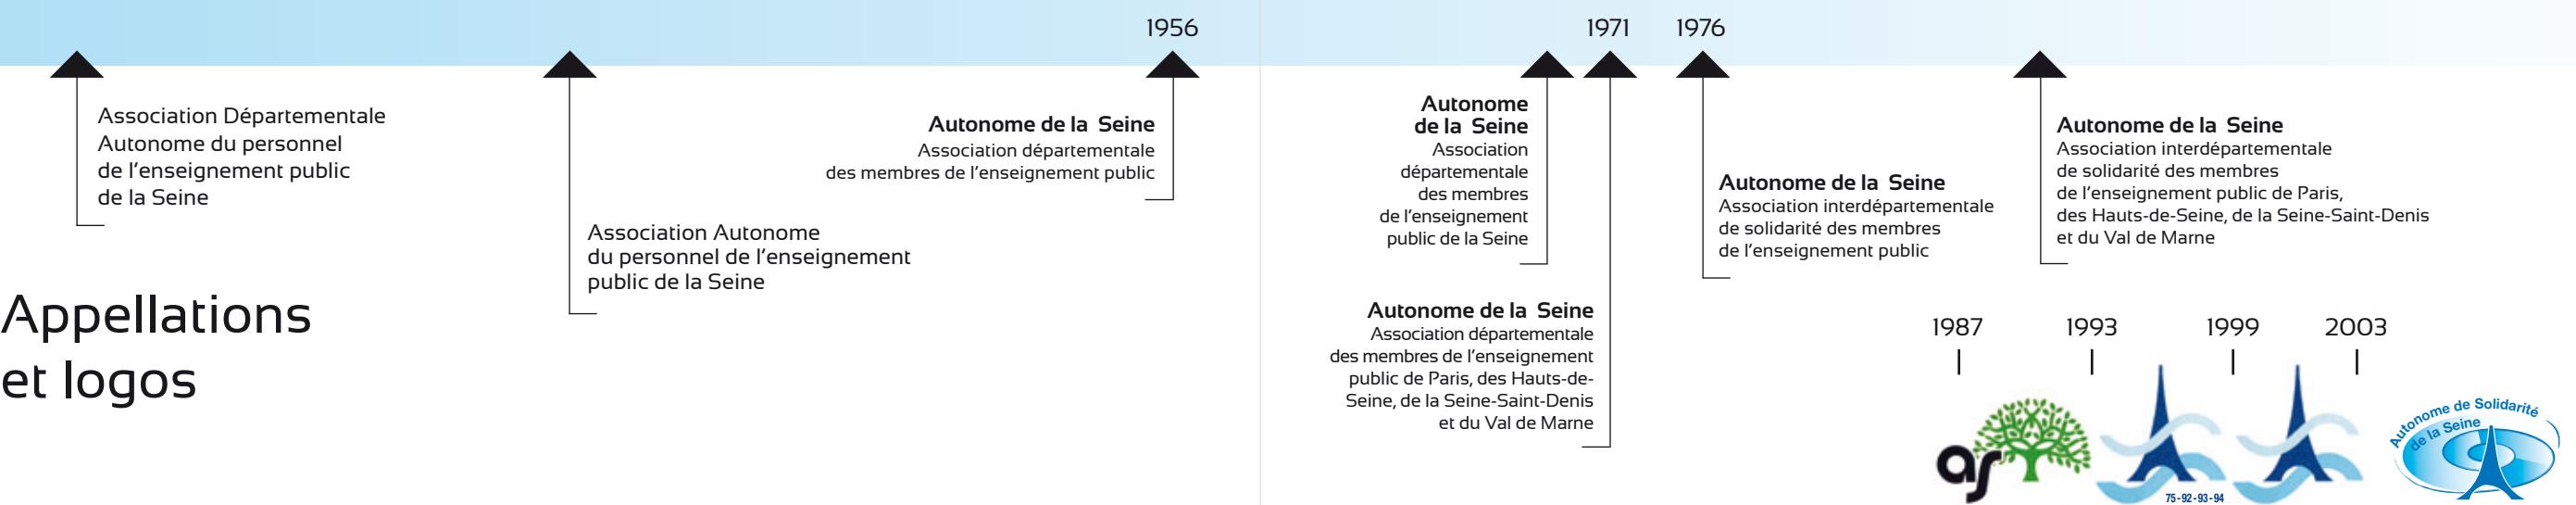 1956
1971
1976
Association Départementale
Autonome du personnel
de l'enseignement public
de la Seine
Association Autonome
du personnel de l'enseignement
public de la Seine
Autonome de la Seine
Association départementale
des membres de l'enseignement public
Autonome
de la Seine
Association
départementale
des membres
de l'enseignement
public de la Seine
Autonome de la Seine
Association départementale
des membres de l'enseignement
public de Paris, des Hauts-de-
Seine, de la Seine-Saint-Denis
et du Val de Marne
Autonome de la Seine
Association interdépartementale
de solidarité des membres
de l'enseignement public
Autonome de la Seine
Association interdépartementale
de solidarité des membres
de l'enseignement public de Paris,
des Hauts-de-Seine, de la Seine-Saint-Denis
et du Val de Marne
Appellations
et logos
1987
1993
1999
2003
as
75-92-93-94
Autonome de Solidarité
de la Seine